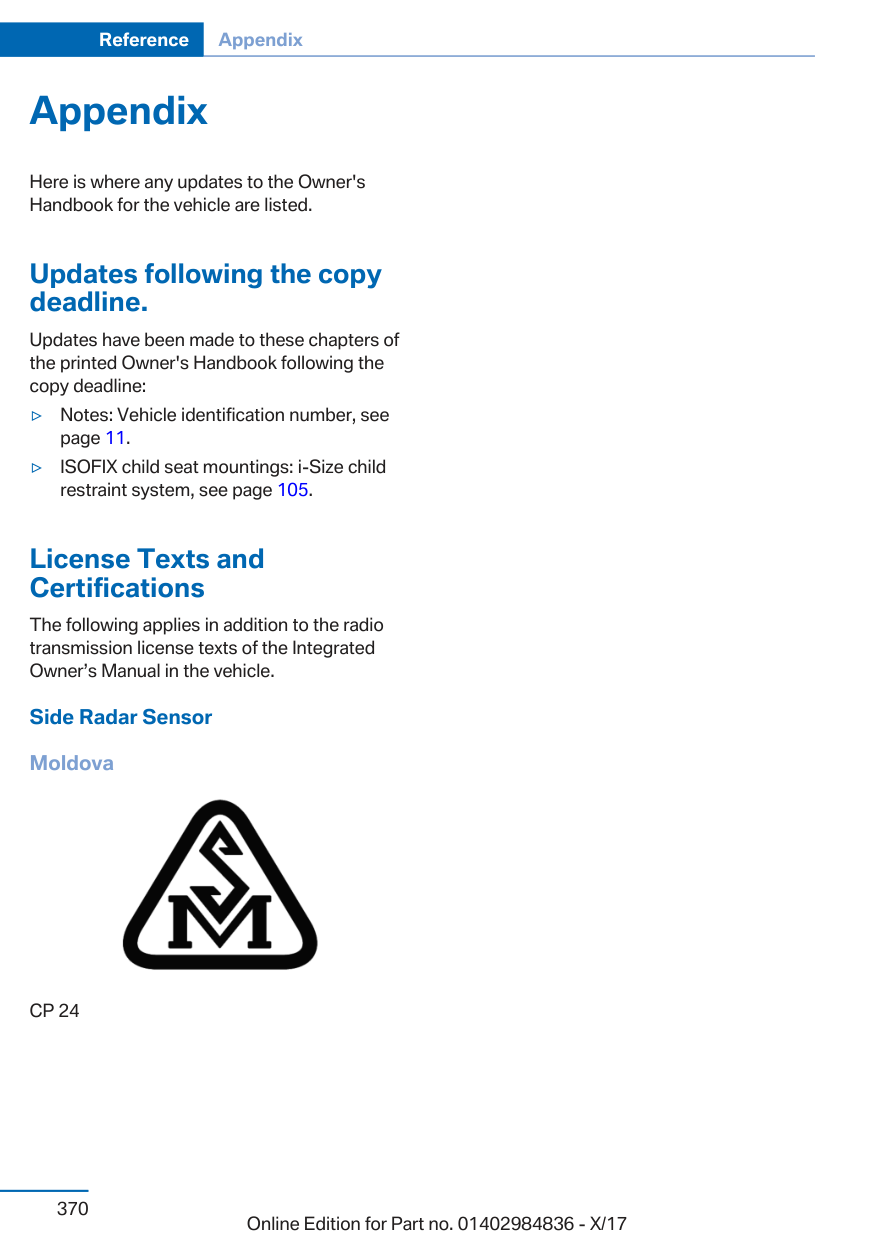 Reference Appendix
Appendix
Here is where any updates to the Owner's
Handbook for the vehicle are listed.
Updates following the copy
deadline.
Updates have been made to these chapters of
the printed Owner's Handbook following the
copy deadline:
▷ Notes: Vehicle identification number, see
page 11.
▷ ISOFIX child seat mountings: i-Size child
restraint system, see page 105.
License Texts and
Certifications
The following applies in addition to the radio
transmission license texts of the Integrated
Owner’s Manual in the vehicle.
Side Radar Sensor
Moldova
S
M
CP 24
370
Online Edition for Part no. 01402984836 - X/17